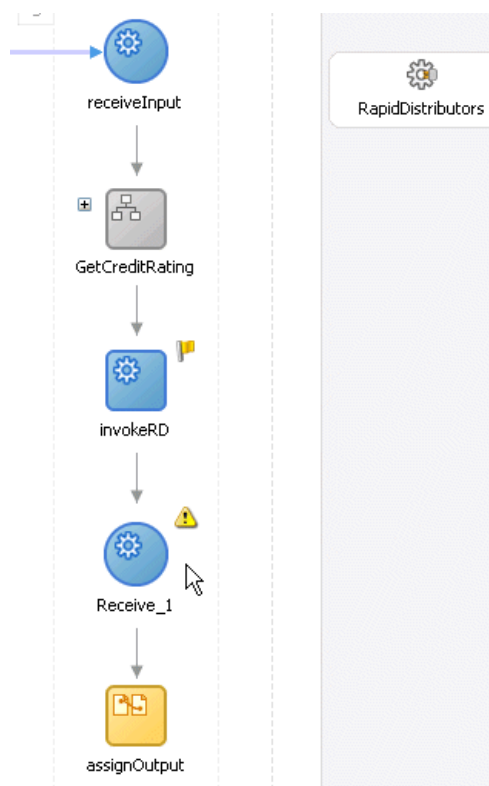 receiveInput
RapidDistributors
GetCreditRating
invokeRD
Receive_1
assignOutput